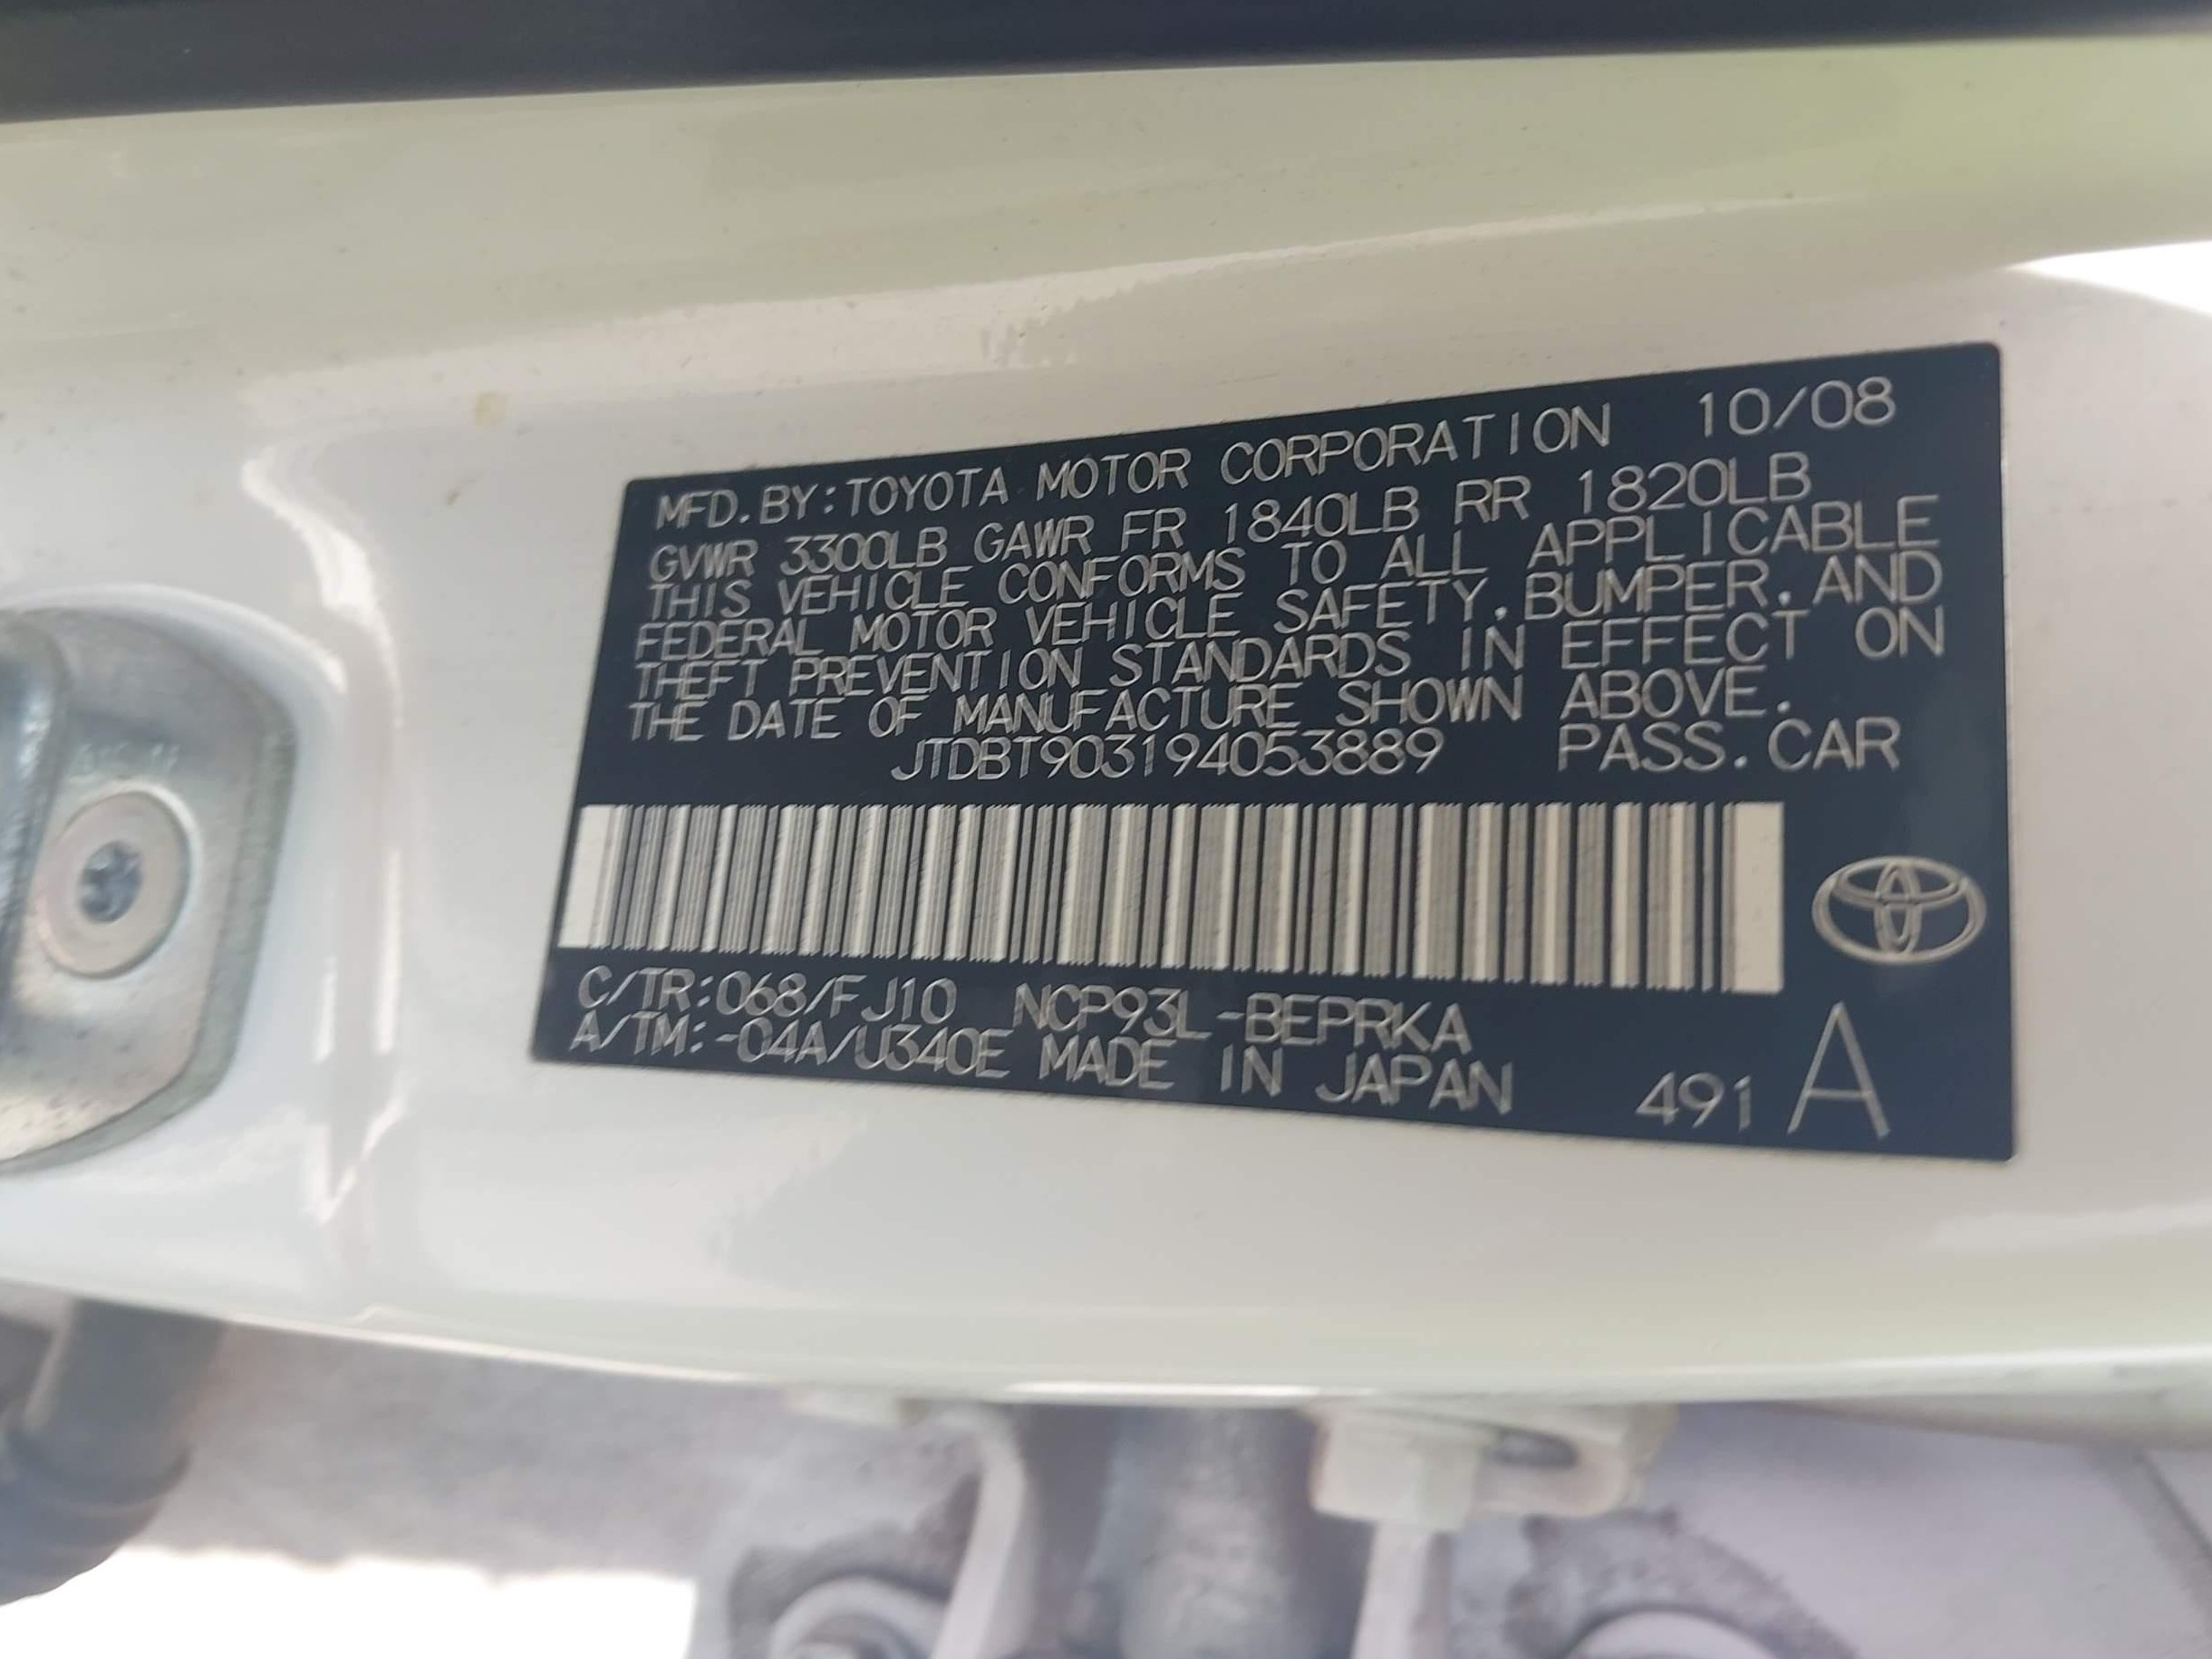 MFD.BY:TOYOTA MOTOR CORPORATION 10/08
GVWR 3300LB GAWR FR 1840LB RR 1820LB
THIS VEHICLE CONFORMS TO ALL APPLICABLE
FEDERAL MOTOR VEHICLE SAFETY,BUMPER,AND
THEFT PREVENTION STANDARDS IN EFFECT ON
THE DATE OF MANUFACTURE SHOWN ABOVE.
JTDBT903194053889 PASS.CAR
C/TR:068/FJ10 NCP93L-BEPRKA
A/TM:-04A/U340E MADE IN JAPAN 491 A